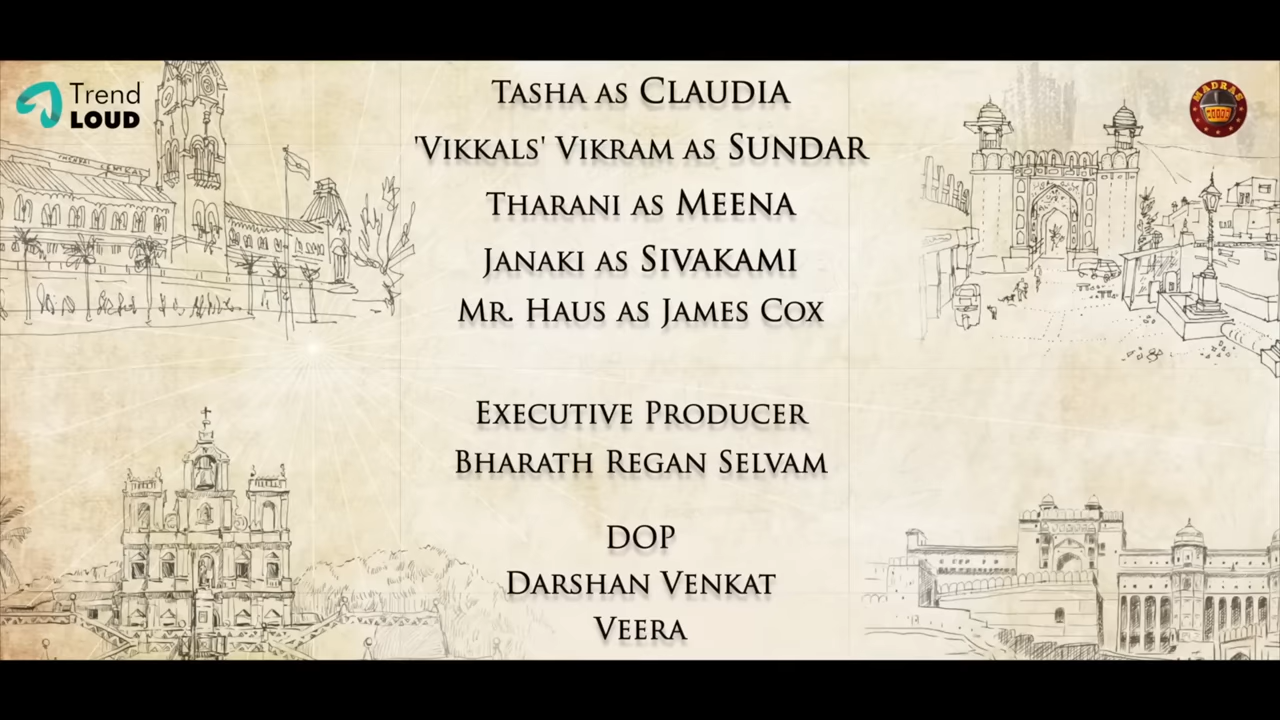 Trend
LOUD
MADRAS
TASHA AS CLAUDIA
'VIKKALS' VIKRAM AS SUNDAR
THARANI AS MEENA
JANAKI AS SIVAKAMI
MR. HAUS AS JAMES COX
EXECUTIVE PRODUCER
BHARATH REGAN SELVAM
DOP
DARSHAN VENKAT
VEERA